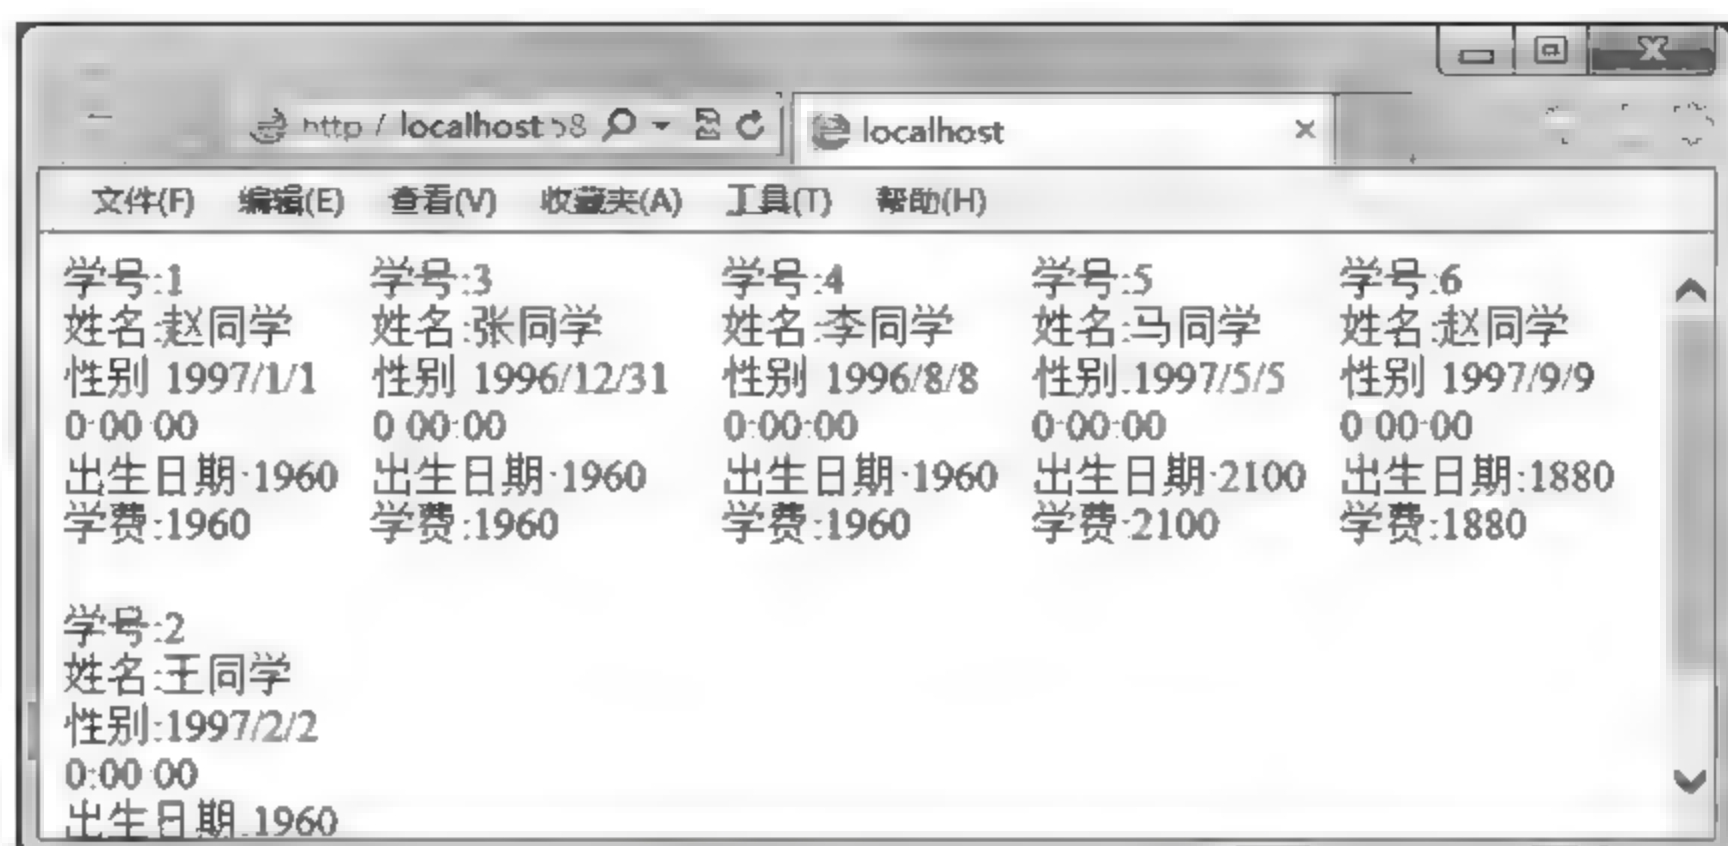 http / localhost:58
localhost
文件(F) 编辑(E) 查看(V) 收藏夹(A) 工具(T) 帮助(H)
学号:1 学号:3 学号:4 学号:5 学号:6
姓名:赵同学 姓名:张同学 姓名:李同学 姓名:马同学 姓名:赵同学
性别 1997/1/1 性别 1996/12/31 性别 1996/8/8 性别:1997/5/5 性别 1997/9/9
0:00:00 0:00:00 0:00:00 0:00:00 0:00:00
出生日期:1960 出生日期:1960 出生日期:1960 出生日期:2100 出生日期:1880
学费:1960 学费:1960 学费:1960 学费:2100 学费:1880
学号:2
姓名:王同学
性别:1997/2/2
0:00:00
出生日期:1960